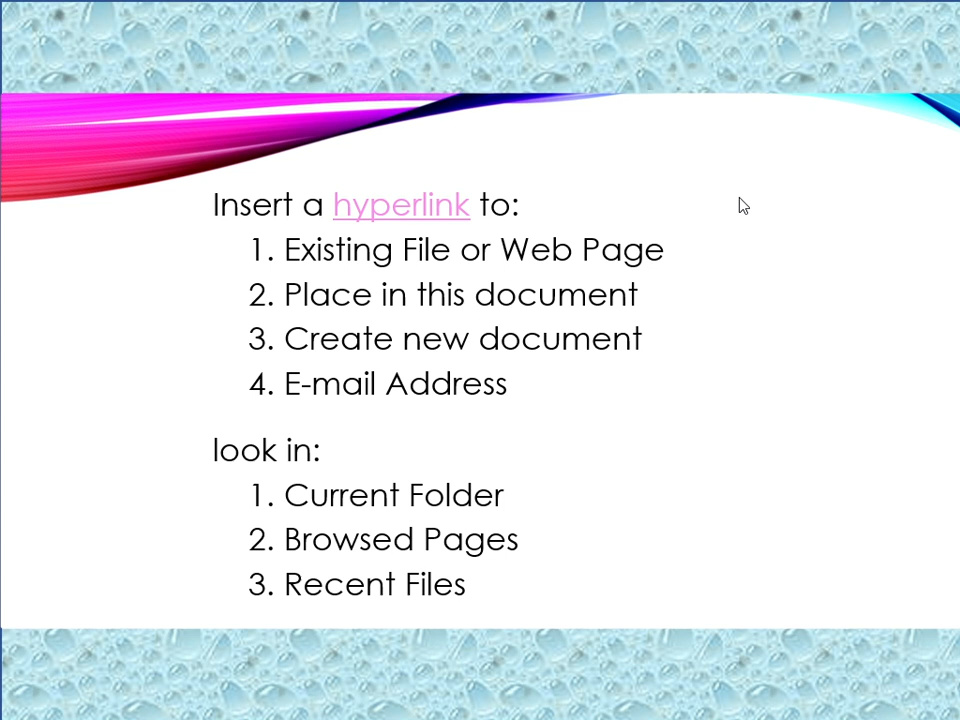 Insert a hyperlink to:
1. Existing File or Web Page
2. Place in this document
3. Create new document
4. E-mail Address
look in:
1. Current Folder
2. Browsed Pages
3. Recent Files